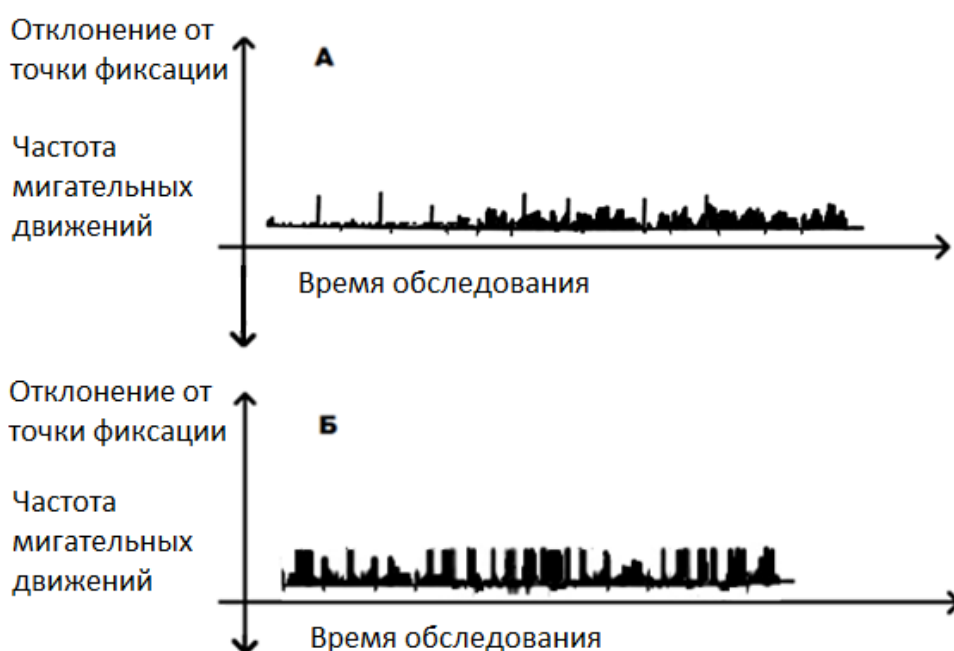 Отклонение от
точки фиксации
А
Частота
мигательных
движений
Время обследования
Отклонение от
точки фиксации
Б
Частота
мигательных
движений
Время обследования